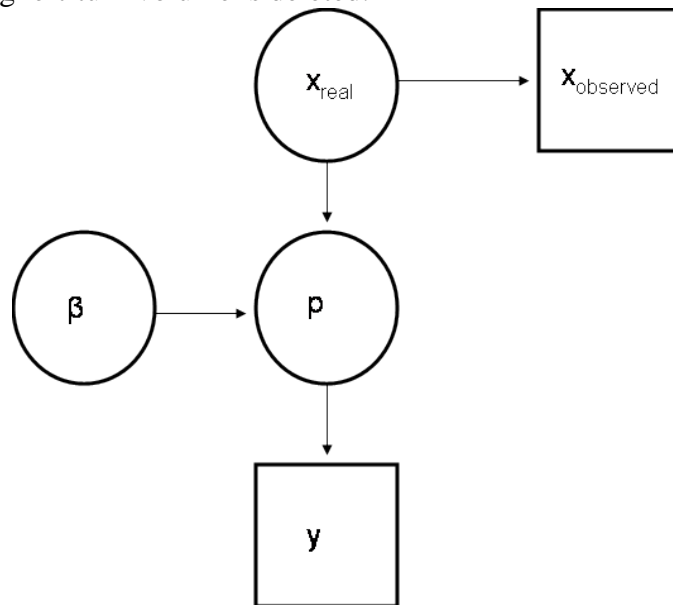 x_real
x_observed
β
p
y